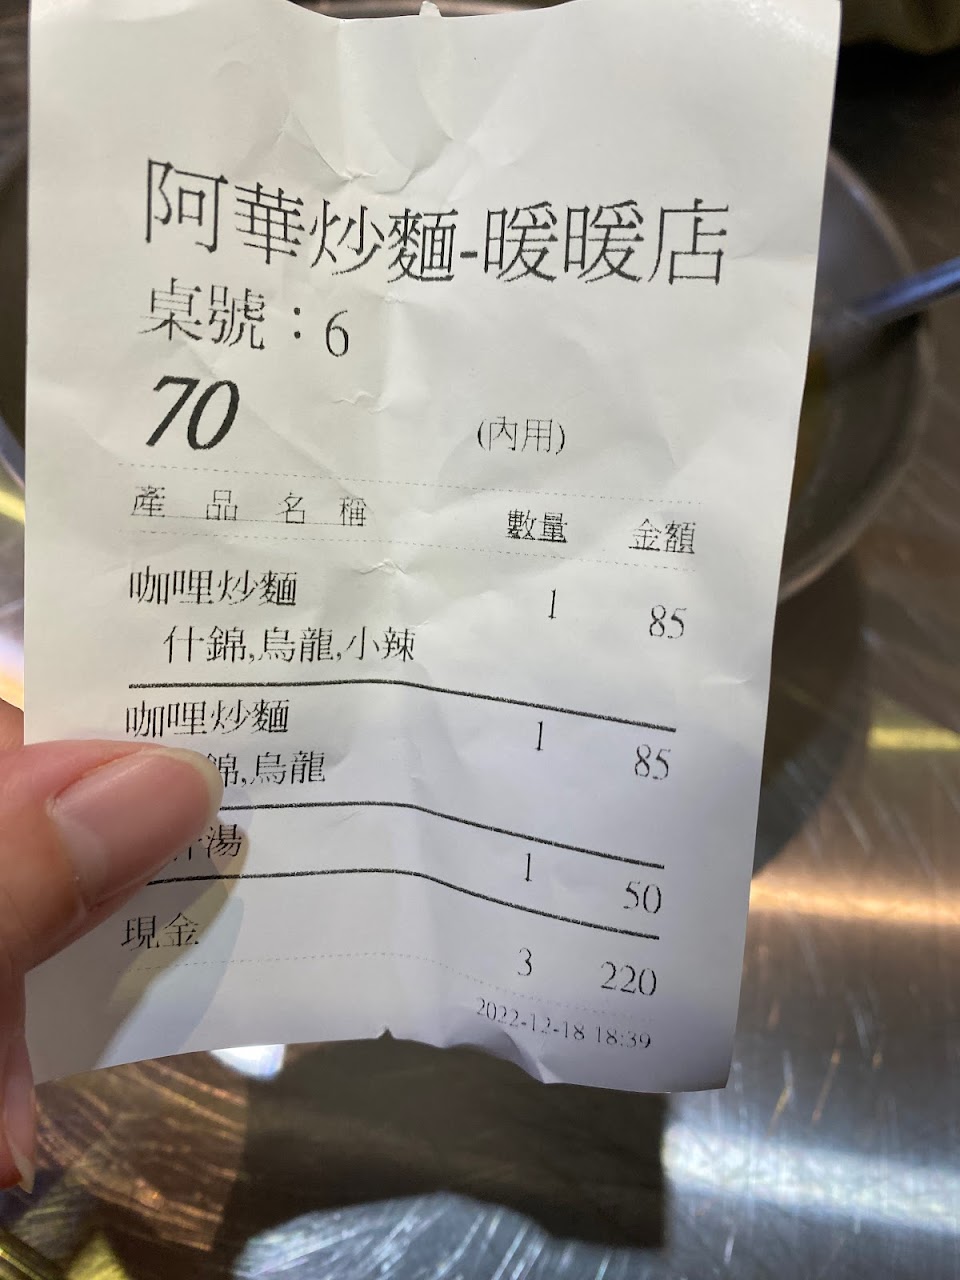 阿華炒麵-暖暖店
桌號：6
70 (內用)
產品名稱 數量 金額
咖哩炒麵 1 85
什錦,烏龍,小辣
咖哩炒麵 1 85
錦,烏龍
湯 1 50
現金 3 220
2022-12-18 18:39